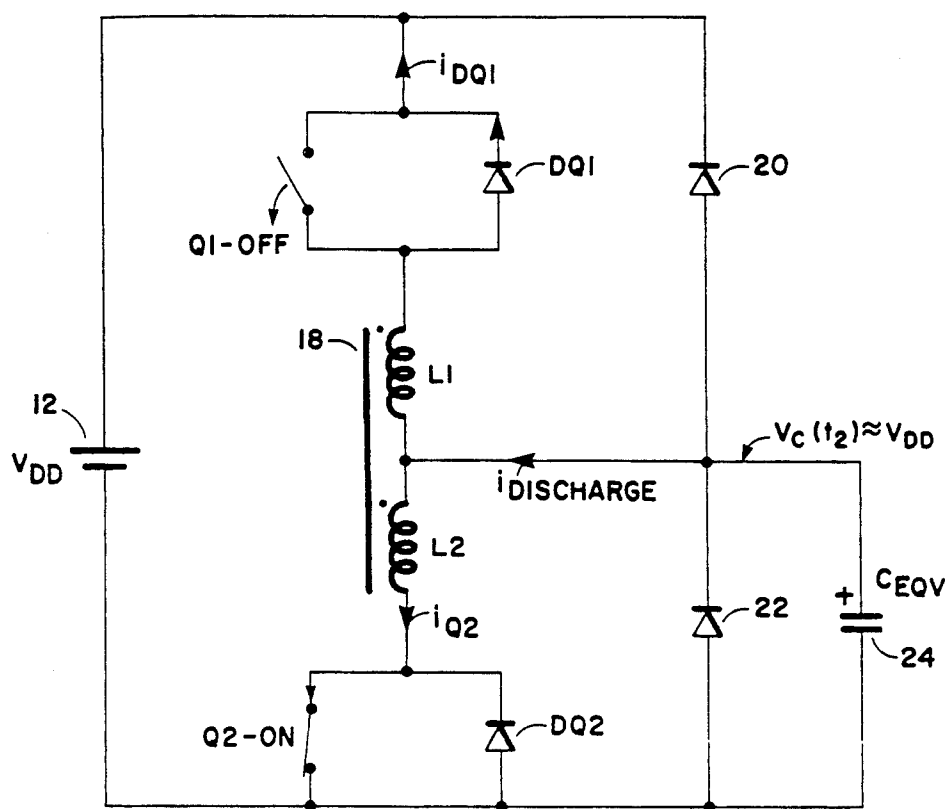 iDQ1
DQ1
20
Q1-OFF
18
L1
12
VDD
VC(t2)≈VDD
iDISCHARGE
L2
CEQV
+
iQ2
22
24
Q2-ON
DQ2